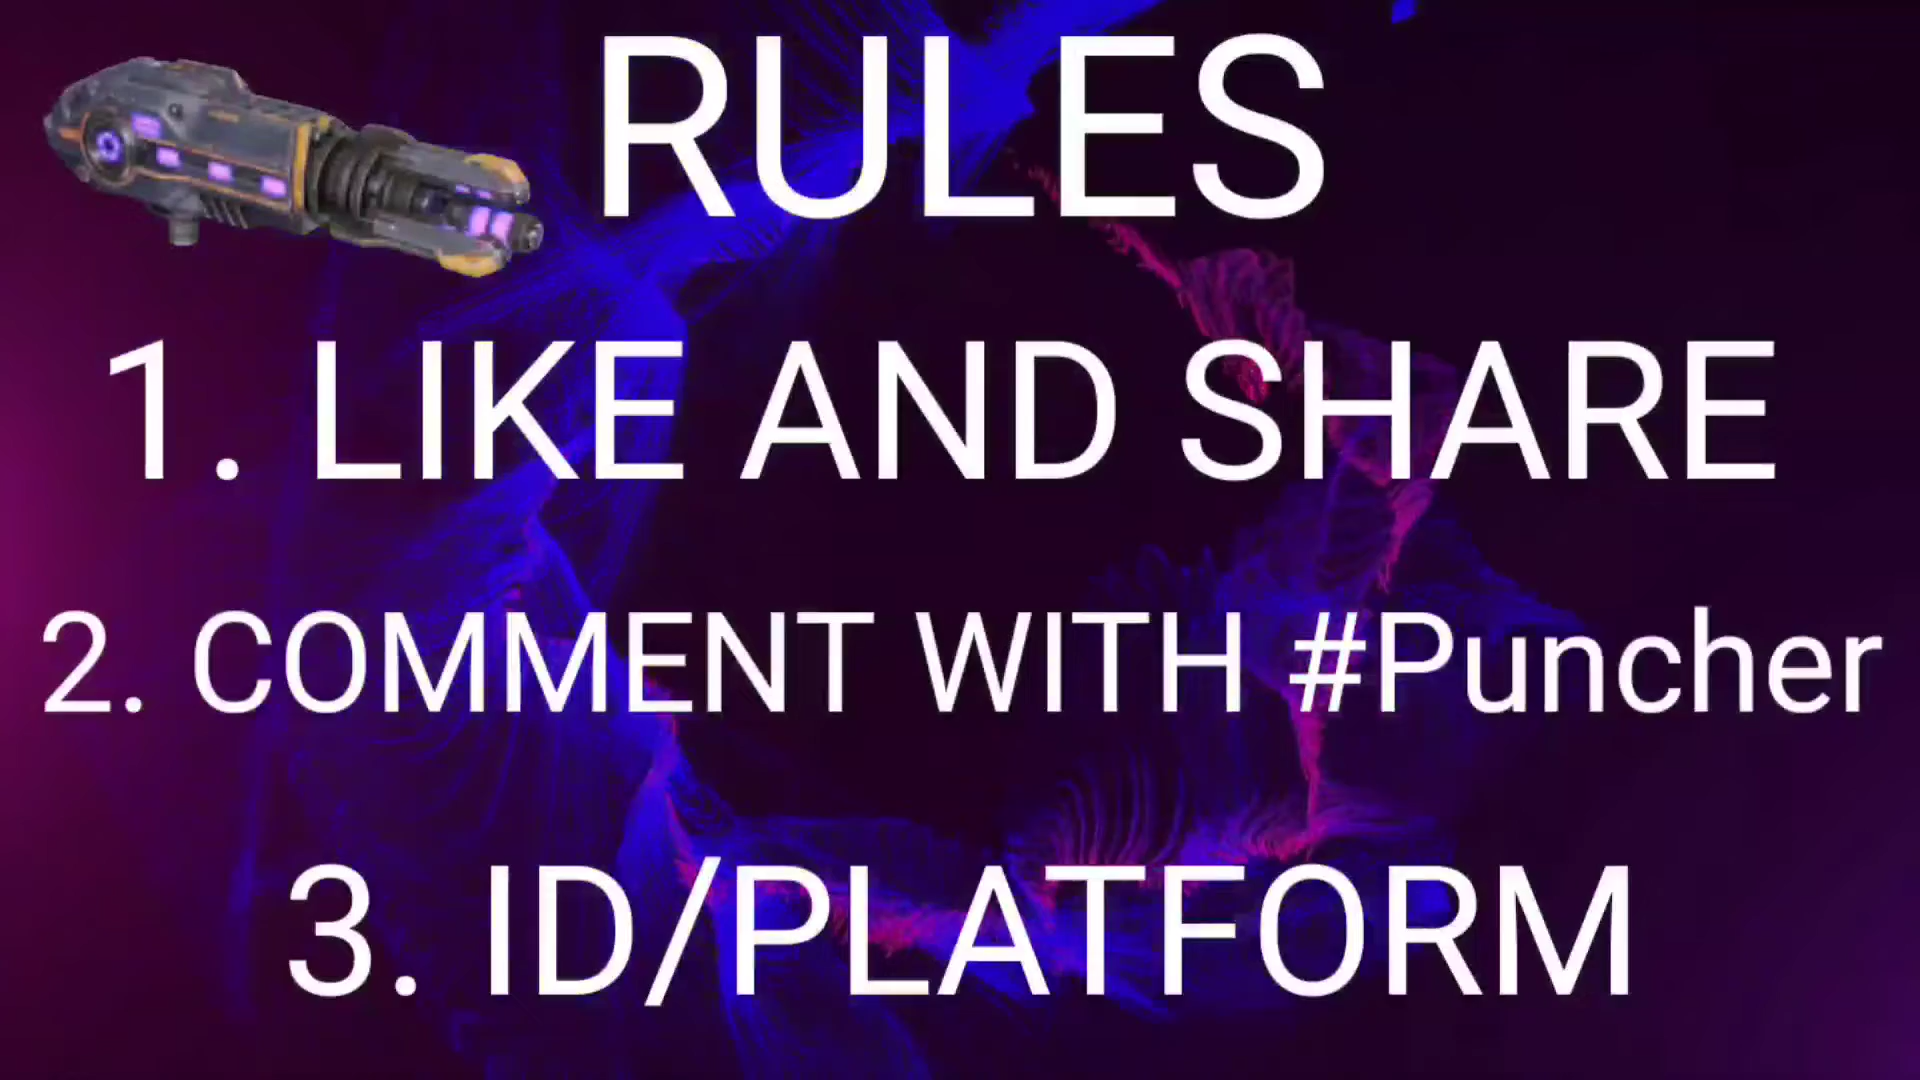 RULES
1. LIKE AND SHARE
2. COMMENT WITH #Puncher
3. ID/PLATFORM